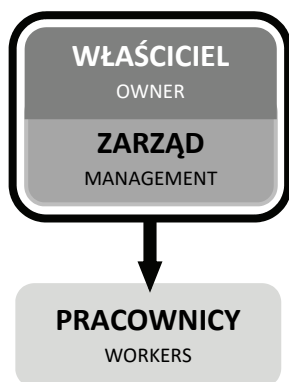 WŁAŚCICIEL
OWNER
ZARZĄD
MANAGEMENT
PRACOWNICY
WORKERS